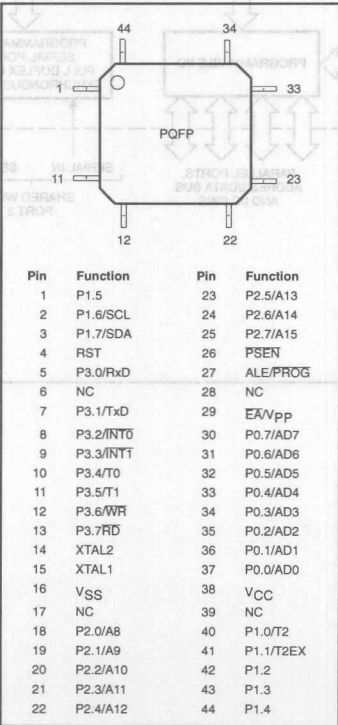 44 34
1 33
PQFP
11 23
12 22
Pin Function Pin Function
1 P1.5 23 P2.5/A13
2 P1.6/SCL 24 P2.6/A14
3 P1.7/SDA 25 P2.7/A15
4 RST 26 PSEN
5 P3.0/RxD 27 ALE/PROG
6 NC 28 NC
7 P3.1/TxD 29 EA/VPP
8 P3.2/INT0 30 P0.7/AD7
9 P3.3/INT1 31 P0.6/AD6
10 P3.4/T0 32 P0.5/AD5
11 P3.5/T1 33 P0.4/AD4
12 P3.6/WR 34 P0.3/AD3
13 P3.7RD 35 P0.2/AD2
14 XTAL2 36 P0.1/AD1
15 XTAL1 37 P0.0/AD0
16 VSS 38 VCC
17 NC 39 NC
18 P2.0/A8 40 P1.0/T2
19 P2.1/A9 41 P1.1/T2EX
20 P2.2/A10 42 P1.2
21 P2.3/A11 43 P1.3
22 P2.4/A12 44 P1.4